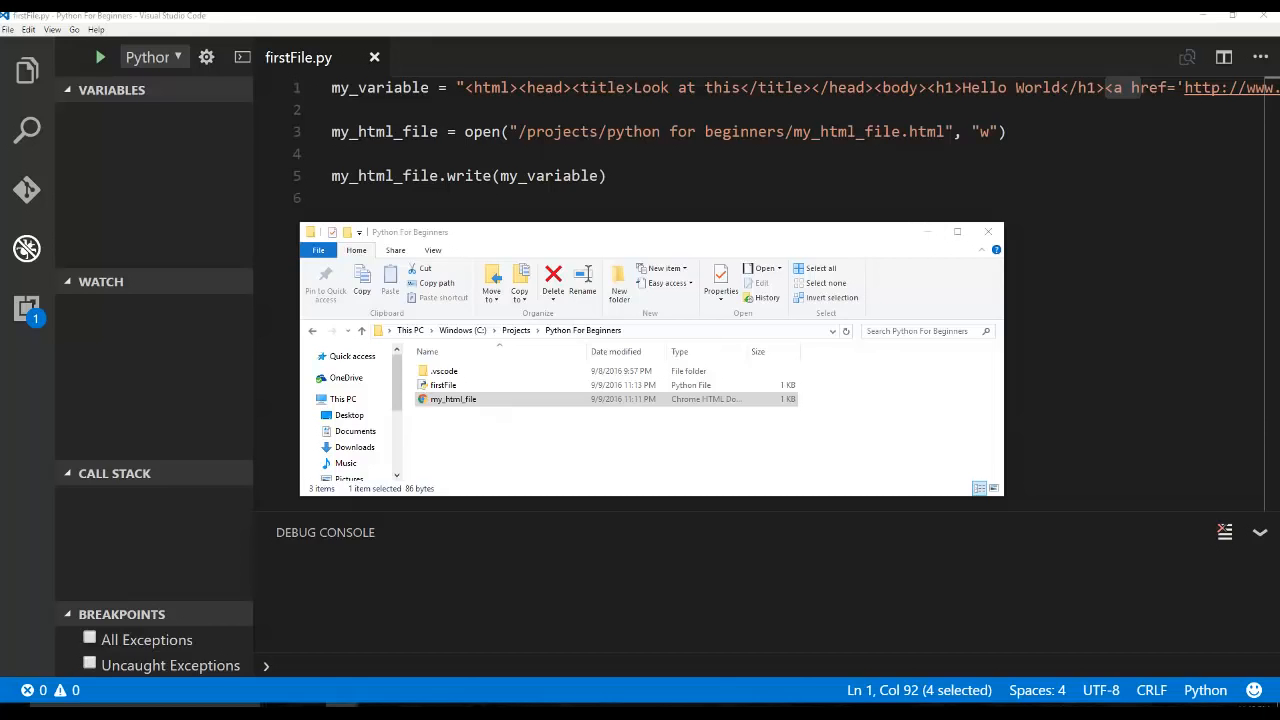 firstFile.py - Python For Beginners - Visual Studio Code
File Edit View Go Help
Python firstFile.py
VARIABLES
1 my_variable = "<html><head><title>Look at this</title></head><body><h1>Hello World</h1><a href='http://www.
2
3 my_html_file = open("/projects/python for beginners/my_html_file.html", "w")
4
5 my_html_file.write(my_variable)
6
Python For Beginners
File Home Share View
Pin to Quick access
Copy
Paste
Cut
Copy path
Paste shortcut
Clipboard
Move to
Copy to
Delete
Rename
Organize
New folder
New item
Easy access
New
Properties
Open
Edit
History
Open
Select all
Select none
Invert selection
Select
This PC Windows (C:) Projects Python For Beginners
Search Python For Beginners
WATCH
Quick access
OneDrive
This PC
Desktop
Documents
Downloads
Music
Pictures
Name Date modified Type Size
.vscode 9/8/2016 9:57 PM File folder
firstFile 9/9/2016 11:13 PM Python File 1 KB
my_html_file 9/9/2016 11:11 PM Chrome HTML Do... 1 KB
3 items 1 item selected 86 bytes
CALL STACK
DEBUG CONSOLE
BREAKPOINTS
All Exceptions
Uncaught Exceptions
1
0 0
Ln 1, Col 92 (4 selected) Spaces: 4 UTF-8 CRLF Python